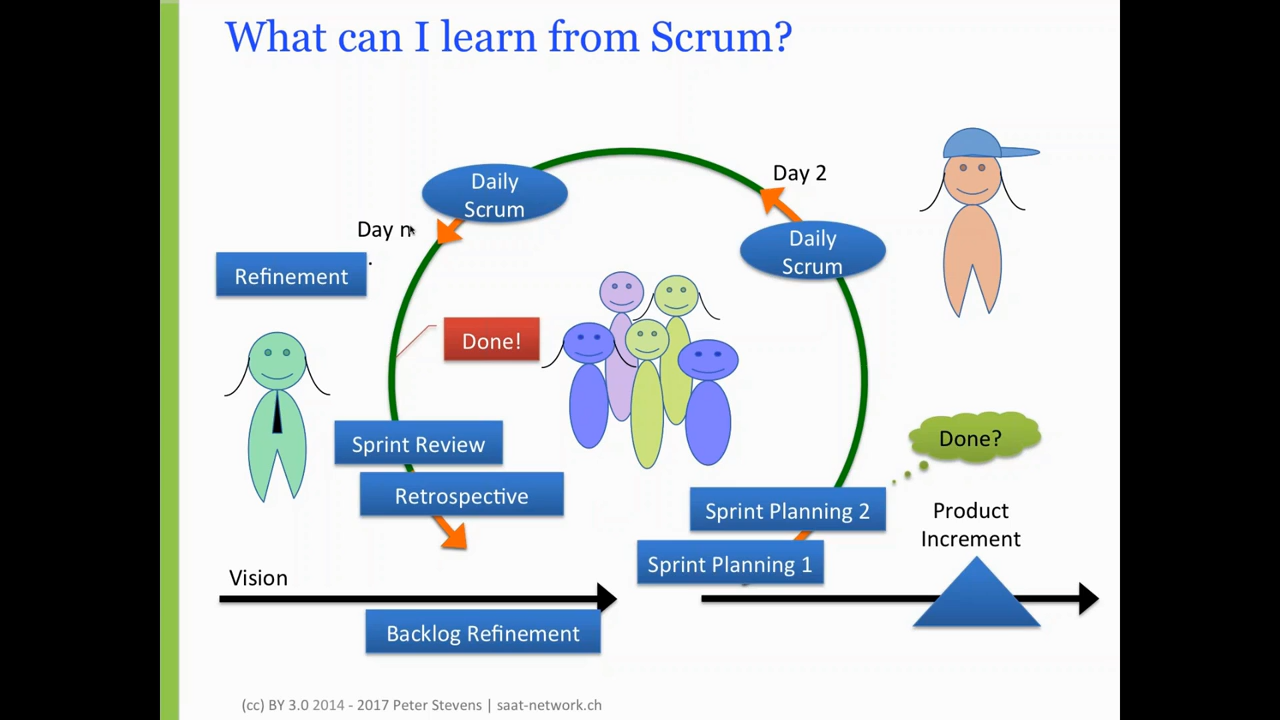 What can I learn from Scrum?
Daily
Scrum
Day 2
Day n
Daily
Scrum
Refinement
Done!
Sprint Review
Done?
Retrospective
Sprint Planning 2
Product
Increment
Sprint Planning 1
Vision
Backlog Refinement
(cc) BY 3.0 2014 - 2017 Peter Stevens | saat-network.ch